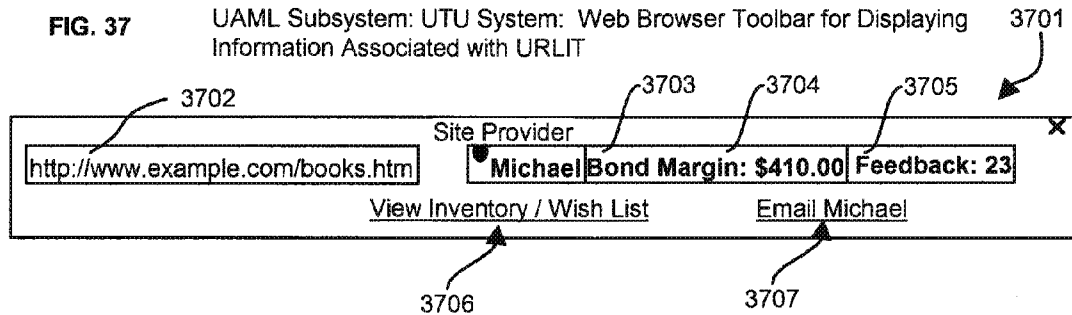 FIG. 37
UAML Subsystem: UTU System: Web Browser Toolbar for Displaying
Information Associated with URLIT
3701
3702
3703
3704
3705
Site Provider
http://www.example.com/books.htm
Michael
Bond Margin: $410.00
Feedback: 23
View Inventory / Wish List
Email Michael
3706
3707